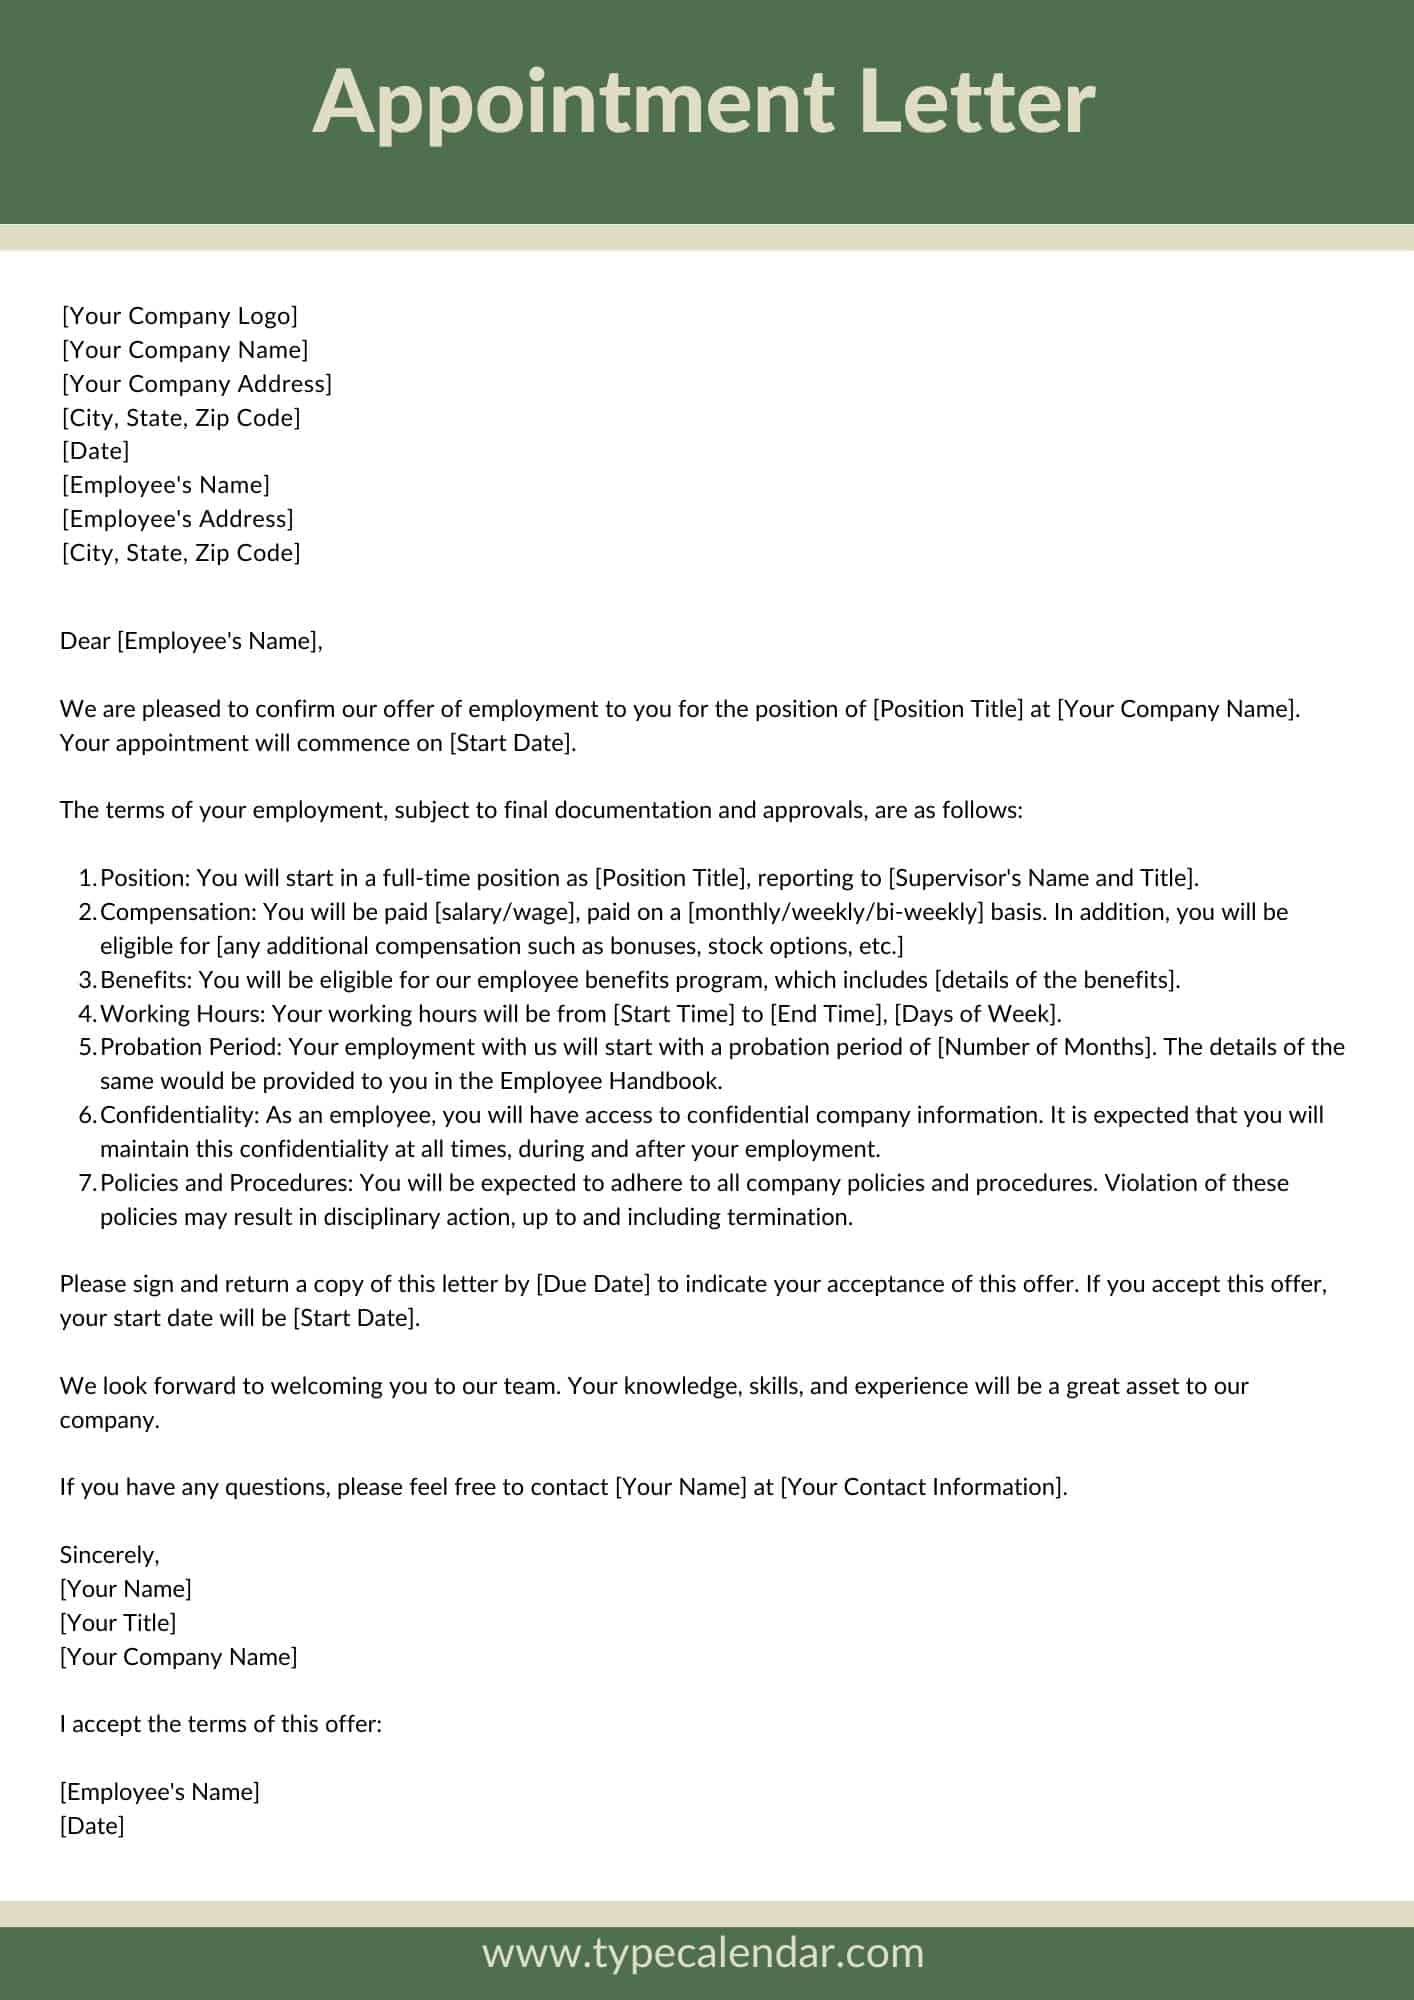 Appointment Letter
[Your Company Logo]
[Your Company Name]
[Your Company Address]
[City, State, Zip Code]
[Date]
[Employee's Name]
[Employee's Address]
[City, State, Zip Code]
Dear [Employee's Name],
We are pleased to confirm our offer of employment to you for the position of [Position Title] at [Your Company Name].
Your appointment will commence on [Start Date].
The terms of your employment, subject to final documentation and approvals, are as follows:
1. Position: You will start in a full-time position as [Position Title], reporting to [Supervisor's Name and Title].
2. Compensation: You will be paid [salary/wage], paid on a [monthly/weekly/bi-weekly] basis. In addition, you will be
eligible for [any additional compensation such as bonuses, stock options, etc.]
3. Benefits: You will be eligible for our employee benefits program, which includes [details of the benefits].
4. Working Hours: Your working hours will be from [Start Time] to [End Time], [Days of Week].
5. Probation Period: Your employment with us will start with a probation period of [Number of Months]. The details of the
same would be provided to you in the Employee Handbook.
6. Confidentiality: As an employee, you will have access to confidential company information. It is expected that you will
maintain this confidentiality at all times, during and after your employment.
7. Policies and Procedures: You will be expected to adhere to all company policies and procedures. Violation of these
policies may result in disciplinary action, up to and including termination.
Please sign and return a copy of this letter by [Due Date] to indicate your acceptance of this offer. If you accept this offer,
your start date will be [Start Date].
We look forward to welcoming you to our team. Your knowledge, skills, and experience will be a great asset to our
company.
If you have any questions, please feel free to contact [Your Name] at [Your Contact Information].
Sincerely,
[Your Name]
[Your Title]
[Your Company Name]
I accept the terms of this offer:
[Employee's Name]
[Date]
www.typecalendar.com